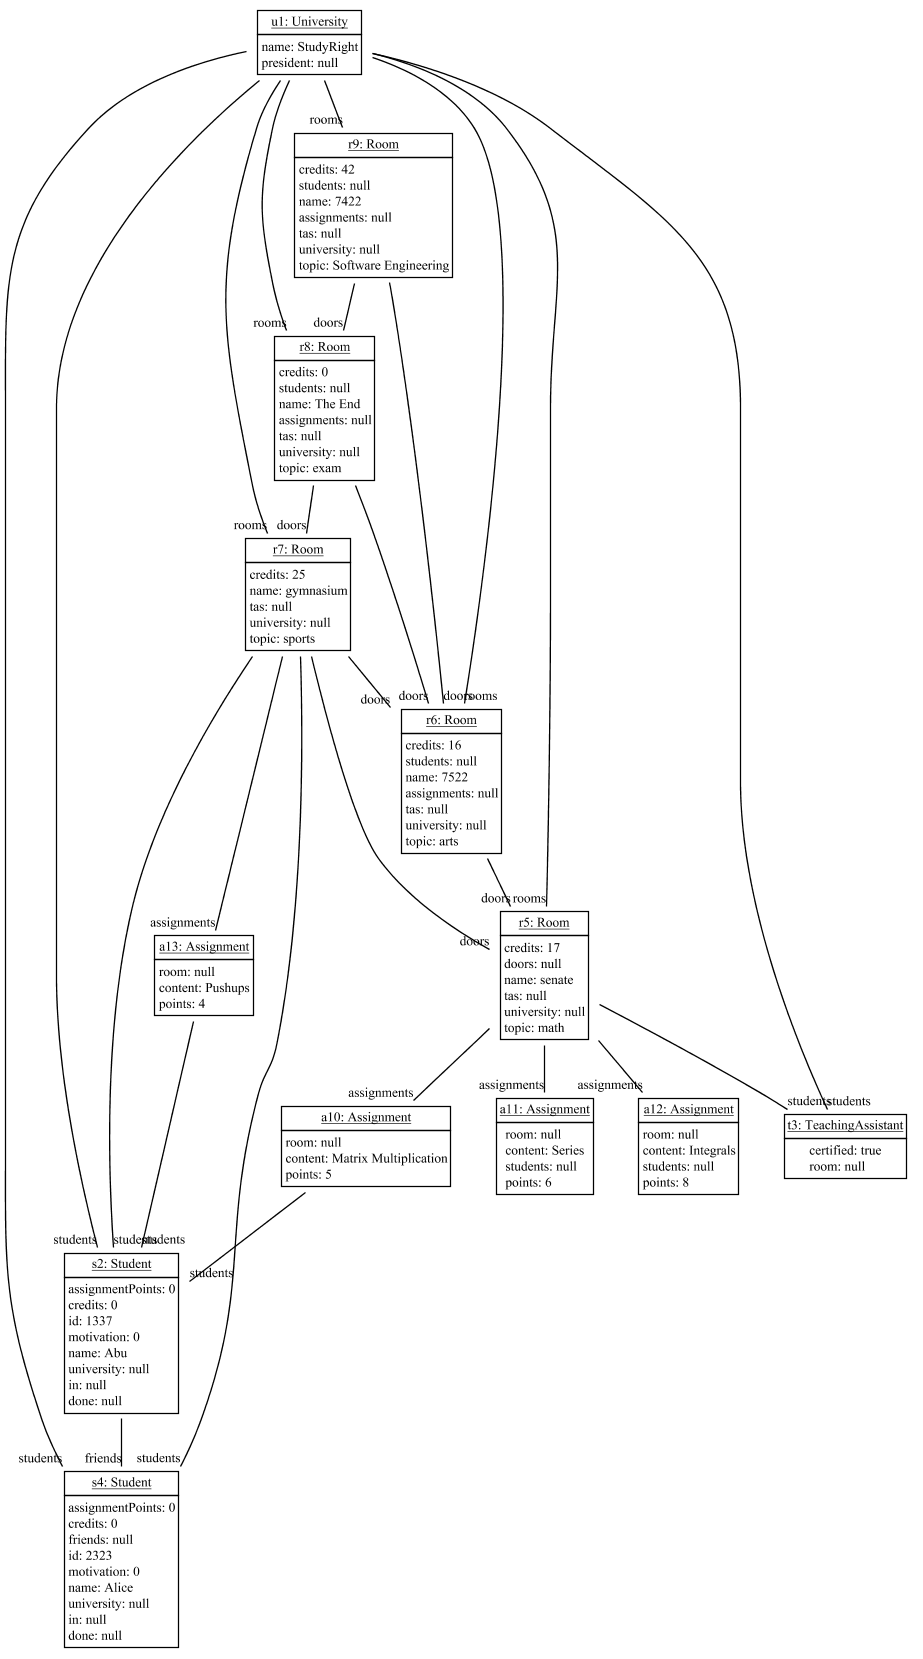 u1: University
name: StudyRight
president: null
rooms
r9: Room
credits: 42
students: null
name: 7422
assignments: null
tas: null
university: null
topic: Software Engineering
rooms
doors
r8: Room
credits: 0
students: null
name: The End
assignments: null
tas: null
university: null
topic: exam
rooms
doors
r7: Room
credits: 25
name: gymnasium
tas: null
university: null
topic: sports
doors
doors
doors
rooms
r6: Room
credits: 16
students: null
name: 7522
assignments: null
tas: null
university: null
topic: arts
doors
rooms
doors
r5: Room
credits: 17
doors: null
name: senate
tas: null
university: null
topic: math
assignments
a13: Assignment
room: null
content: Pushups
points: 4
assignments
a10: Assignment
room: null
content: Matrix Multiplication
points: 5
assignments
a11: Assignment
room: null
content: Series
students: null
points: 6
assignments
a12: Assignment
room: null
content: Integrals
students: null
points: 8
students
students
t3: TeachingAssistant
certified: true
room: null
students
students
students
students
s2: Student
assignmentPoints: 0
credits: 0
id: 1337
motivation: 0
name: Abu
university: null
in: null
done: null
students
friends
students
s4: Student
assignmentPoints: 0
credits: 0
friends: null
id: 2323
motivation: 0
name: Alice
university: null
in: null
done: null